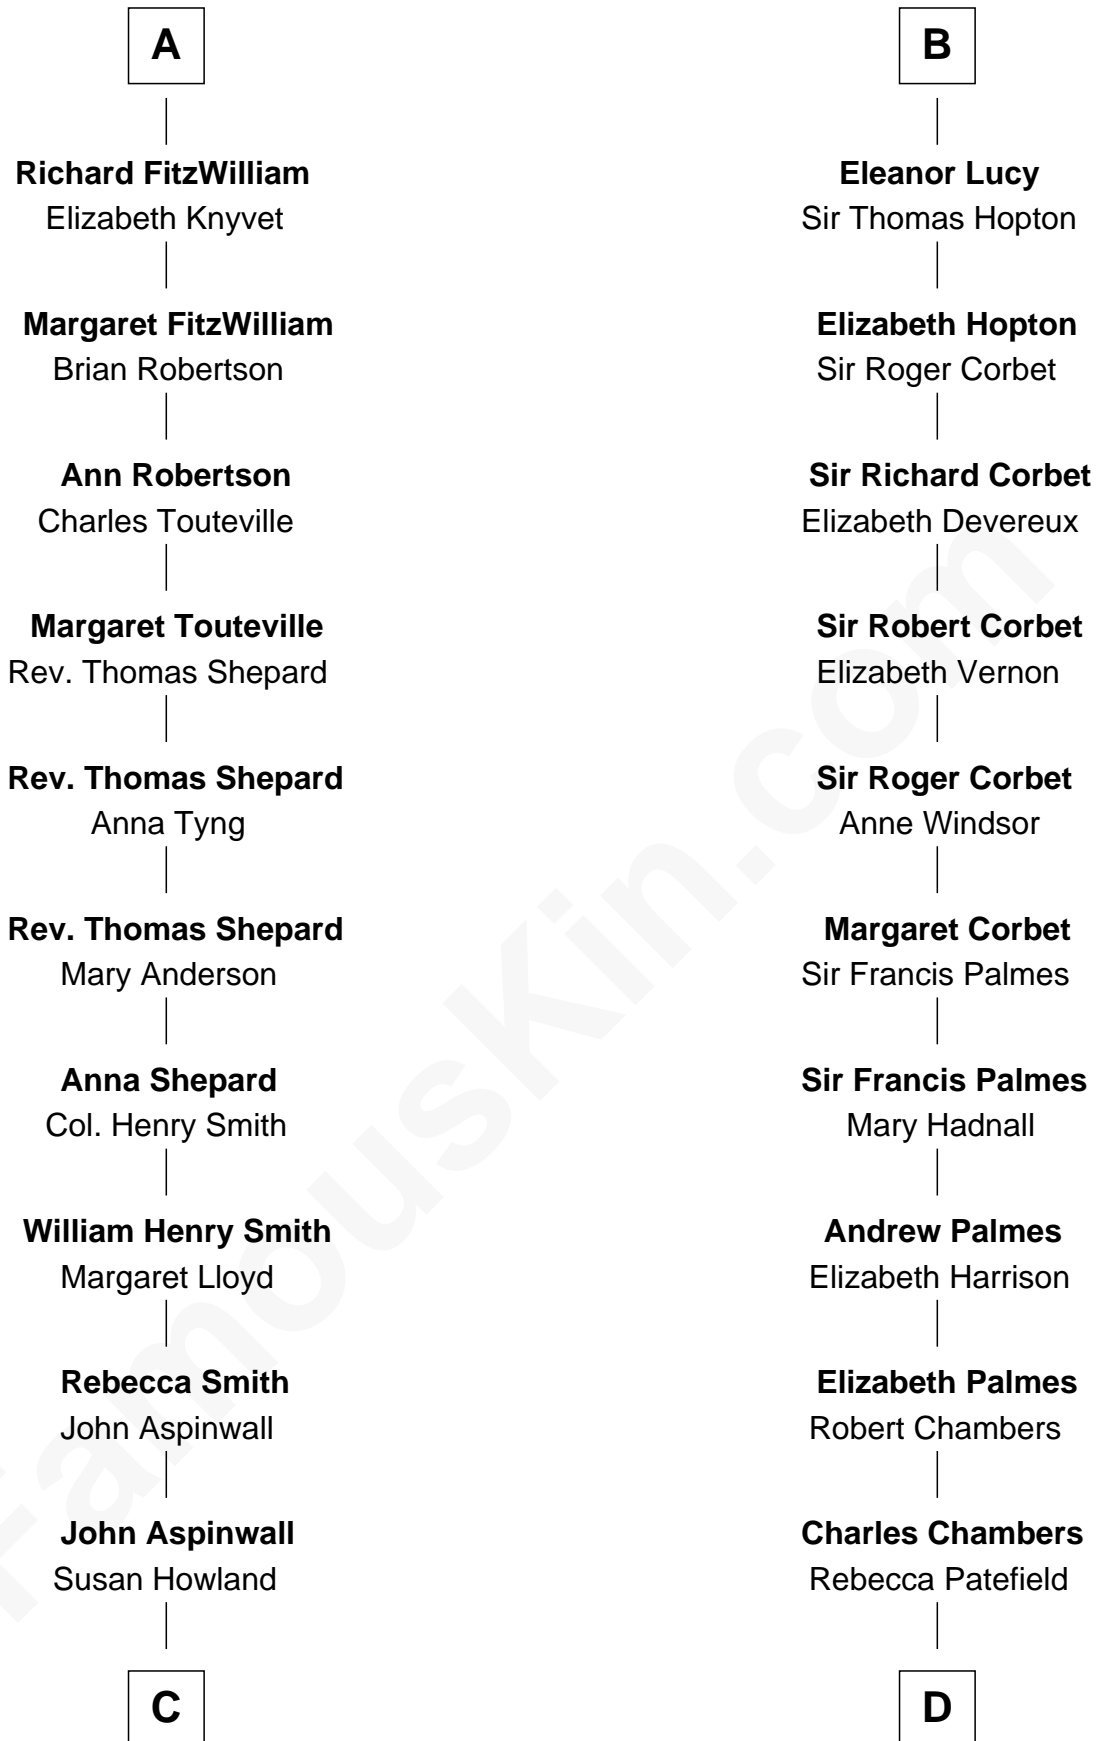 A
Richard FitzWilliam
Elizabeth Knyvet
Margaret FitzWilliam
Brian Robertson
Ann Robertson
Charles Touteville
Margaret Touteville
Rev. Thomas Shepard
Rev. Thomas Shepard
Anna Tyng
Rev. Thomas Shepard
Mary Anderson
Anna Shepard
Col. Henry Smith
William Henry Smith
Margaret Lloyd
Rebecca Smith
John Aspinwall
John Aspinwall
Susan Howland
C
B
Eleanor Lucy
Sir Thomas Hopton
Elizabeth Hopton
Sir Roger Corbet
Sir Richard Corbet
Elizabeth Devereux
Sir Robert Corbet
Elizabeth Vernon
Sir Roger Corbet
Anne Windsor
Margaret Corbet
Sir Francis Palmes
Sir Francis Palmes
Mary Hadnall
Andrew Palmes
Elizabeth Harrison
Elizabeth Palmes
Robert Chambers
Charles Chambers
Rebecca Patefield
D
FamousKin.com